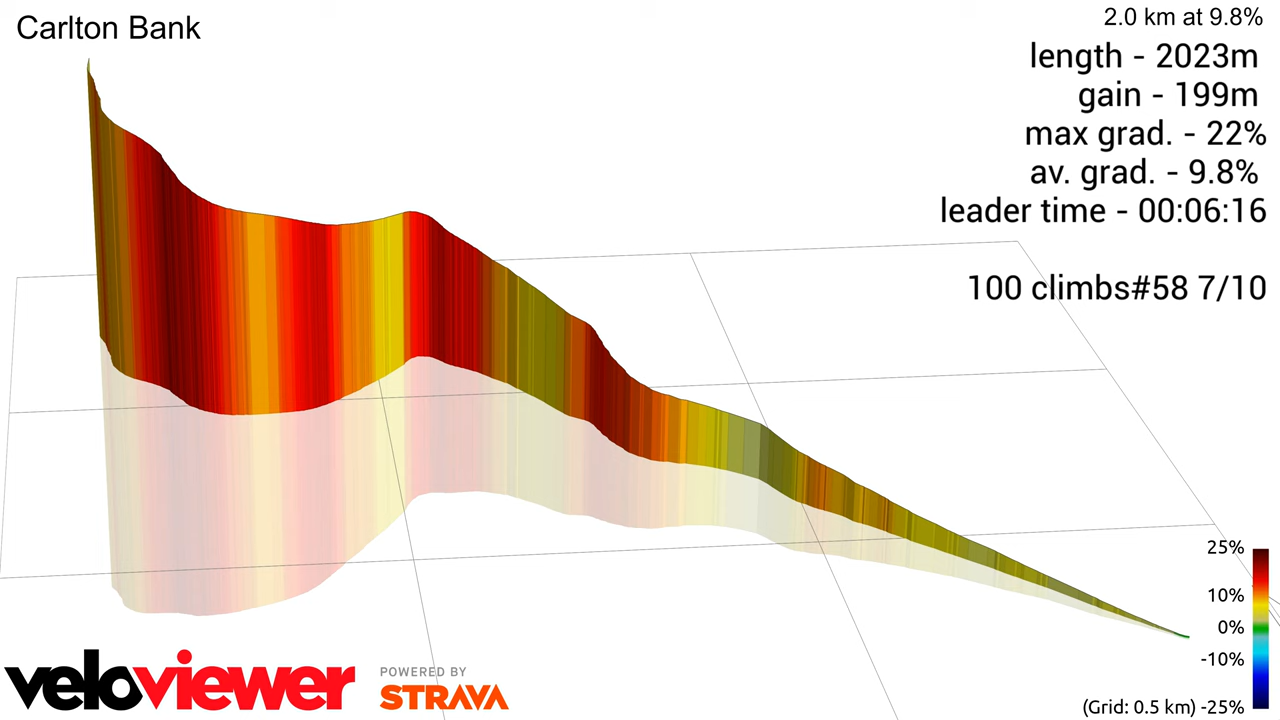 Carlton Bank
2.0 km at 9.8%
length - 2023m
gain - 199m
max grad. - 22%
av. grad. - 9.8%
leader time - 00:06:16
100 climbs#58 7/10
25%
10%
0%
-10%
(Grid: 0.5 km) -25%
veloviewer
POWERED BY
STRAVA